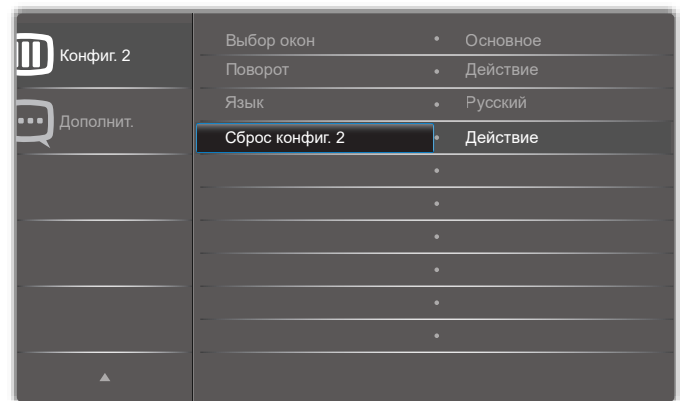 Конфиг. 2
Дополнит.
Выбор окон • Основное
Поворот • Действие
Язык • Русский
Сброс конфиг. 2 • Действие